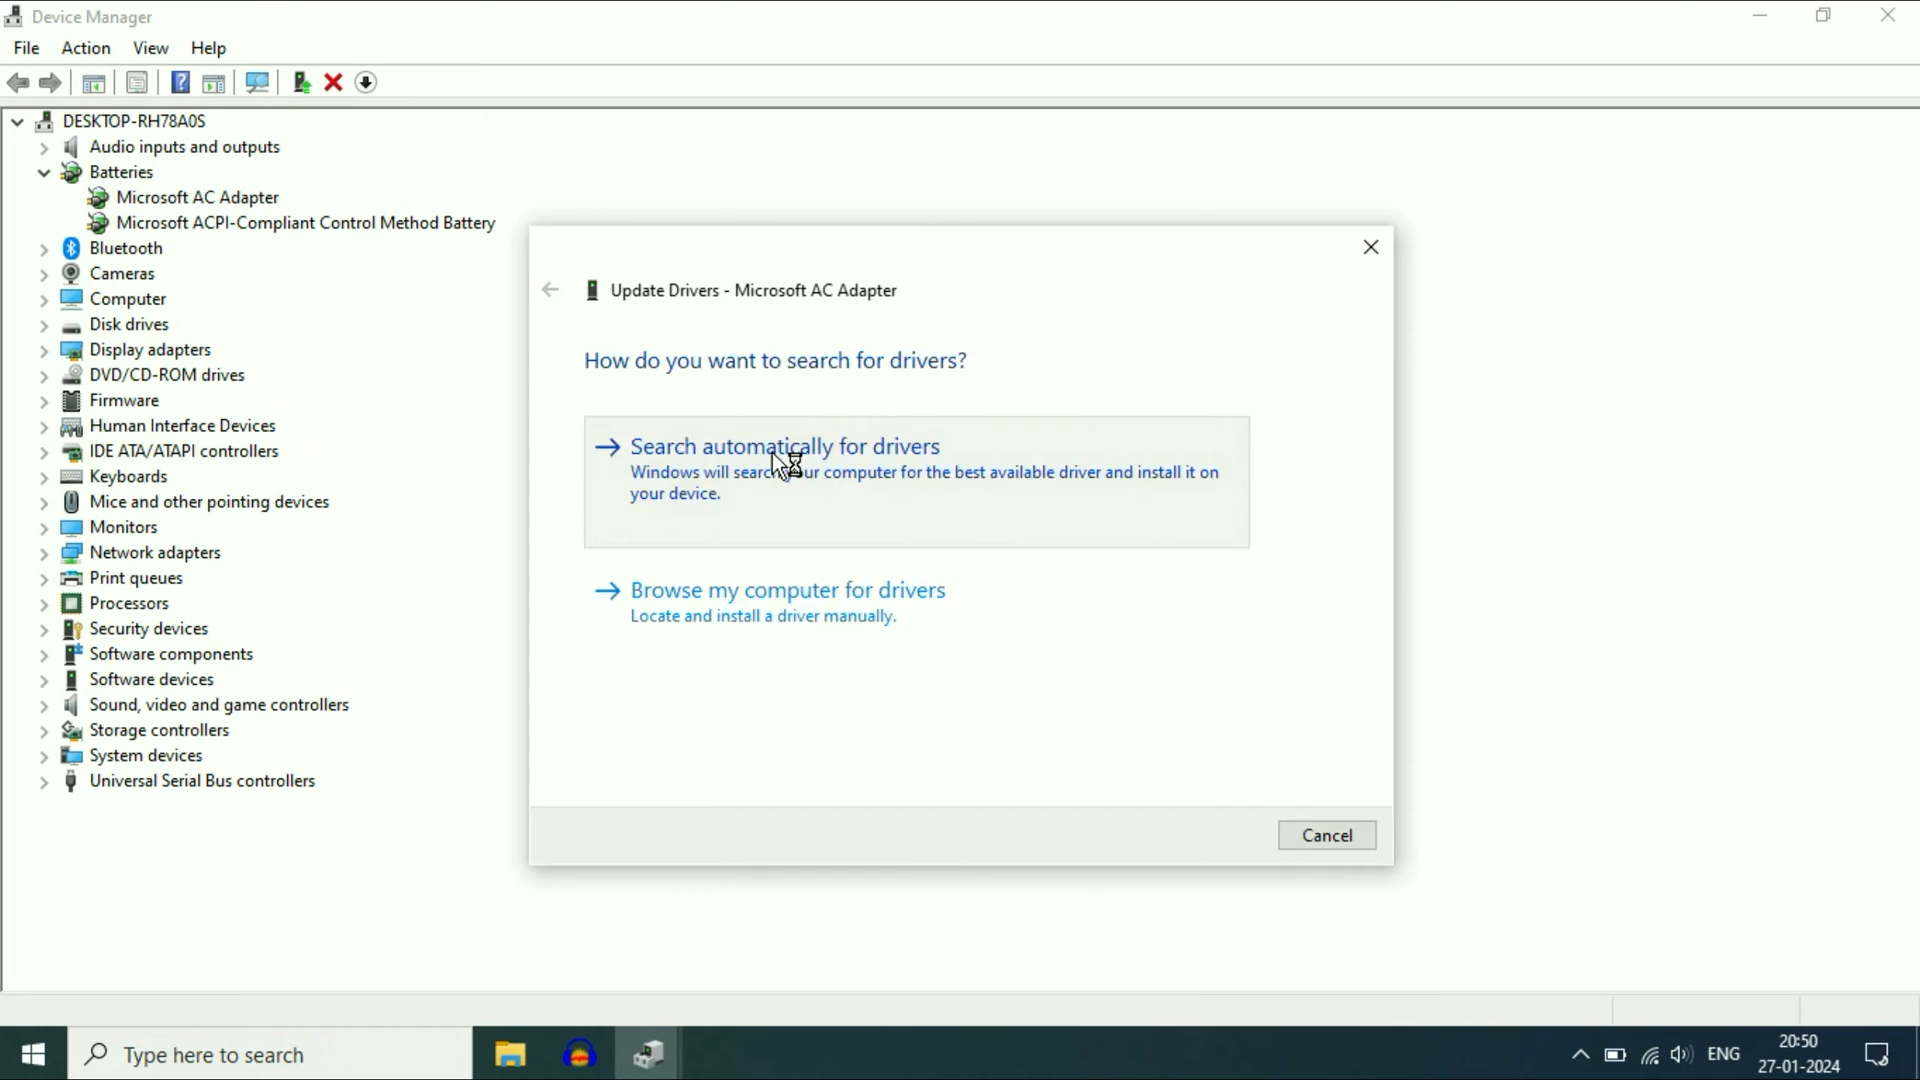 Device Manager
File Action View Help
DESKTOP-RH78A0S
Audio inputs and outputs
Batteries
Microsoft AC Adapter
Microsoft ACPI-Compliant Control Method Battery
Bluetooth
Cameras
Computer
Disk drives
Display adapters
DVD/CD-ROM drives
Firmware
Human Interface Devices
IDE ATA/ATAPI controllers
Keyboards
Mice and other pointing devices
Monitors
Network adapters
Print queues
Processors
Security devices
Software components
Software devices
Sound, video and game controllers
Storage controllers
System devices
Universal Serial Bus controllers
Update Drivers - Microsoft AC Adapter
How do you want to search for drivers?
Search automatically for drivers
Windows will search your computer for the best available driver and install it on
your device.
Browse my computer for drivers
Locate and install a driver manually.
Cancel
Type here to search
ENG
20:50
27-01-2024